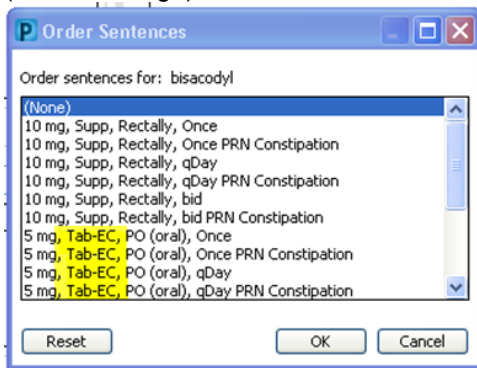 P Order Sentences
Order sentences for: bisacodyl
(None)
10 mg, Supp, Rectally, Once
10 mg, Supp, Rectally, Once PRN Constipation
10 mg, Supp, Rectally, qDay
10 mg, Supp, Rectally, qDay PRN Constipation
10 mg, Supp, Rectally, bid
10 mg, Supp, Rectally, bid PRN Constipation
5 mg, Tab-EC, PO (oral), Once
5 mg, Tab-EC, PO (oral), Once PRN Constipation
5 mg, Tab-EC, PO (oral), qDay
5 mg, Tab-EC, PO (oral), qDay PRN Constipation
Reset OK Cancel